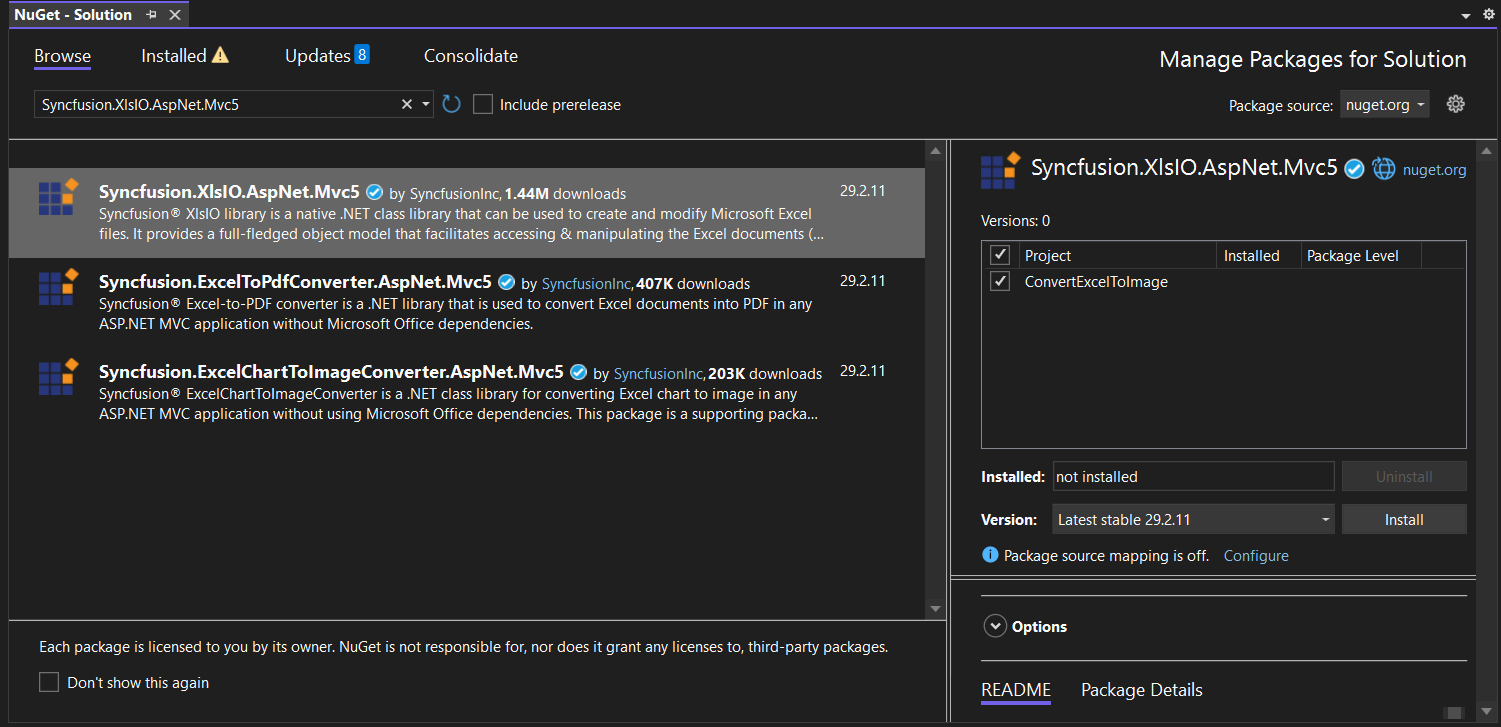 NuGet - Solution
Browse Installed Updates 8 Consolidate
Manage Packages for Solution
Syncfusion.XlsIO.AspNet.Mvc5
Include prerelease
Package source: nuget.org
Syncfusion.XlsIO.AspNet.Mvc5 by SyncfusionInc, 1.44M downloads 29.2.11
Syncfusion® XlsIO library is a native .NET class library that can be used to create and modify Microsoft Excel
files. It provides a full-fledged object model that facilitates accessing & manipulating the Excel documents (...
Syncfusion.ExcelToPdfConverter.AspNet.Mvc5 by SyncfusionInc, 407K downloads 29.2.11
Syncfusion® Excel-to-PDF converter is a .NET library that is used to convert Excel documents into PDF in any
ASP.NET MVC application without Microsoft Office dependencies.
Syncfusion.ExcelChartToImageConverter.AspNet.Mvc5 by SyncfusionInc, 203K downloads 29.2.11
Syncfusion® ExcelChartToImageConverter is a .NET class library for converting Excel chart to image in any
ASP.NET MVC application without using Microsoft Office dependencies. This package is a supporting packa...
Each package is licensed to you by its owner. NuGet is not responsible for, nor does it grant any licenses to, third-party packages.
Don't show this again
Syncfusion.XlsIO.AspNet.Mvc5 nuget.org
Versions: 0
Project Installed Package Level
ConvertExcelToImage
Installed: not installed Uninstall
Version: Latest stable 29.2.11 Install
Package source mapping is off. Configure
Options
README Package Details